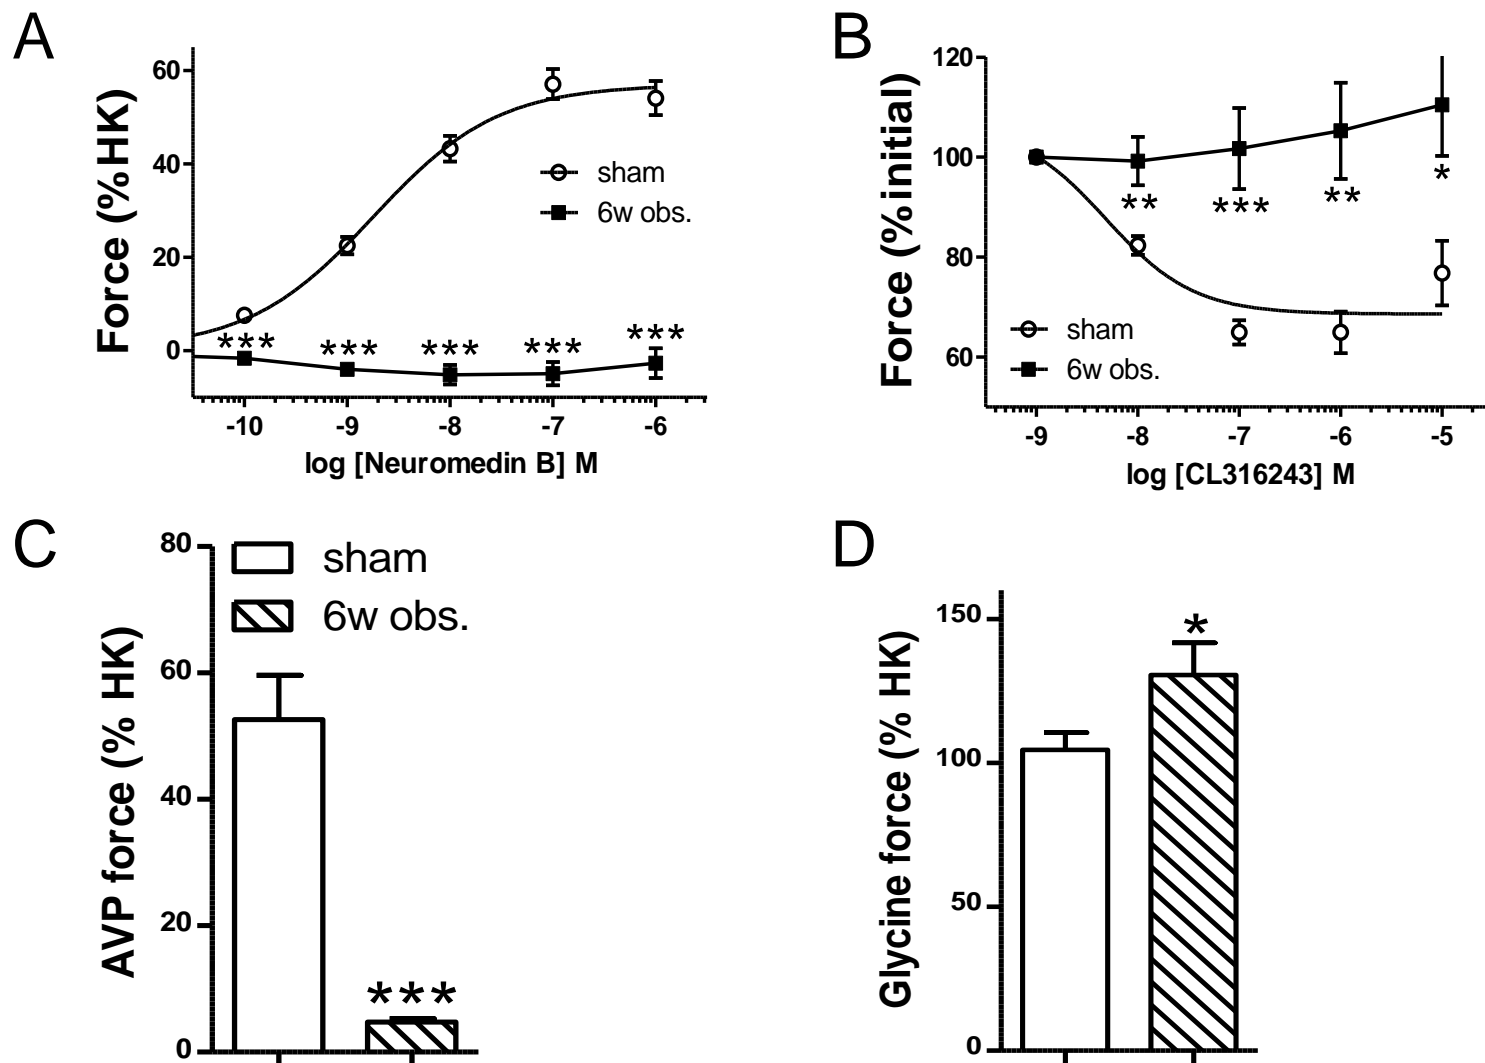 A
Force (%HK)
60
40
20
0
***
***
***
***
***
sham
6w obs.
-10
-9
-8
-7
-6
log [Neuromedin B] M
B
Force (%initial)
120
100
80
60
**
***
**
*
sham
6w obs.
-9
-8
-7
-6
-5
log [CL316243] M
C
AVP force (% HK)
80
60
40
20
0
sham
6w obs.
***
D
Glycine force (% HK)
150
100
50
0
*